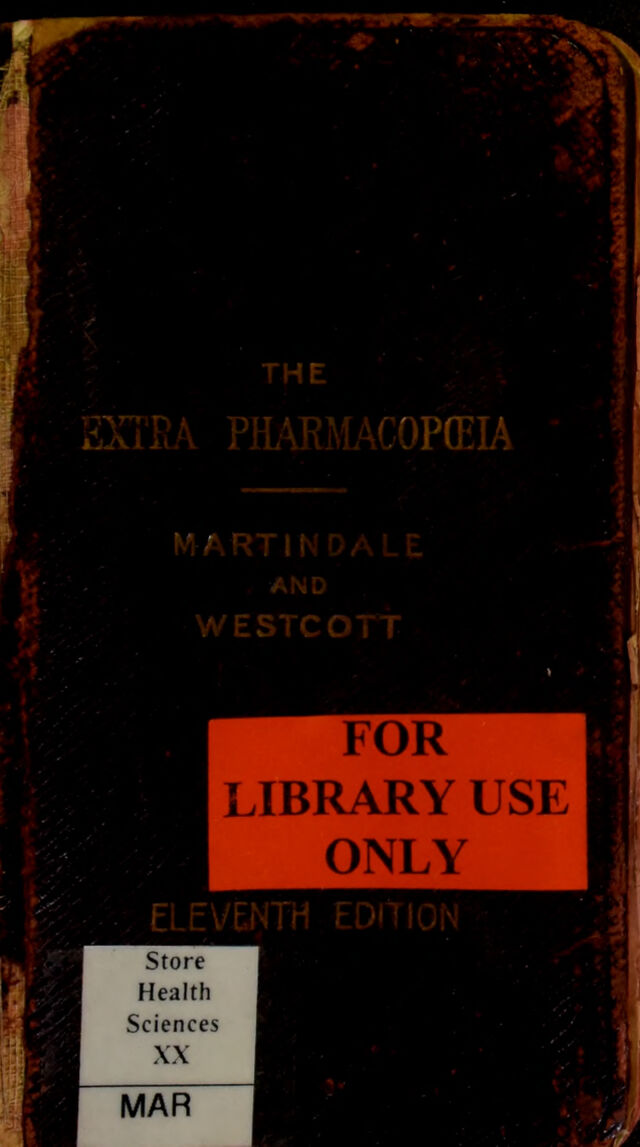 THE
EXTRA PHARMACOPŒIA
MARTINDALE
AND
WESTCOTT
FOR
LIBRARY USE
ONLY
ELEVENTH EDITION
Store
Health
Sciences
XX
MAR